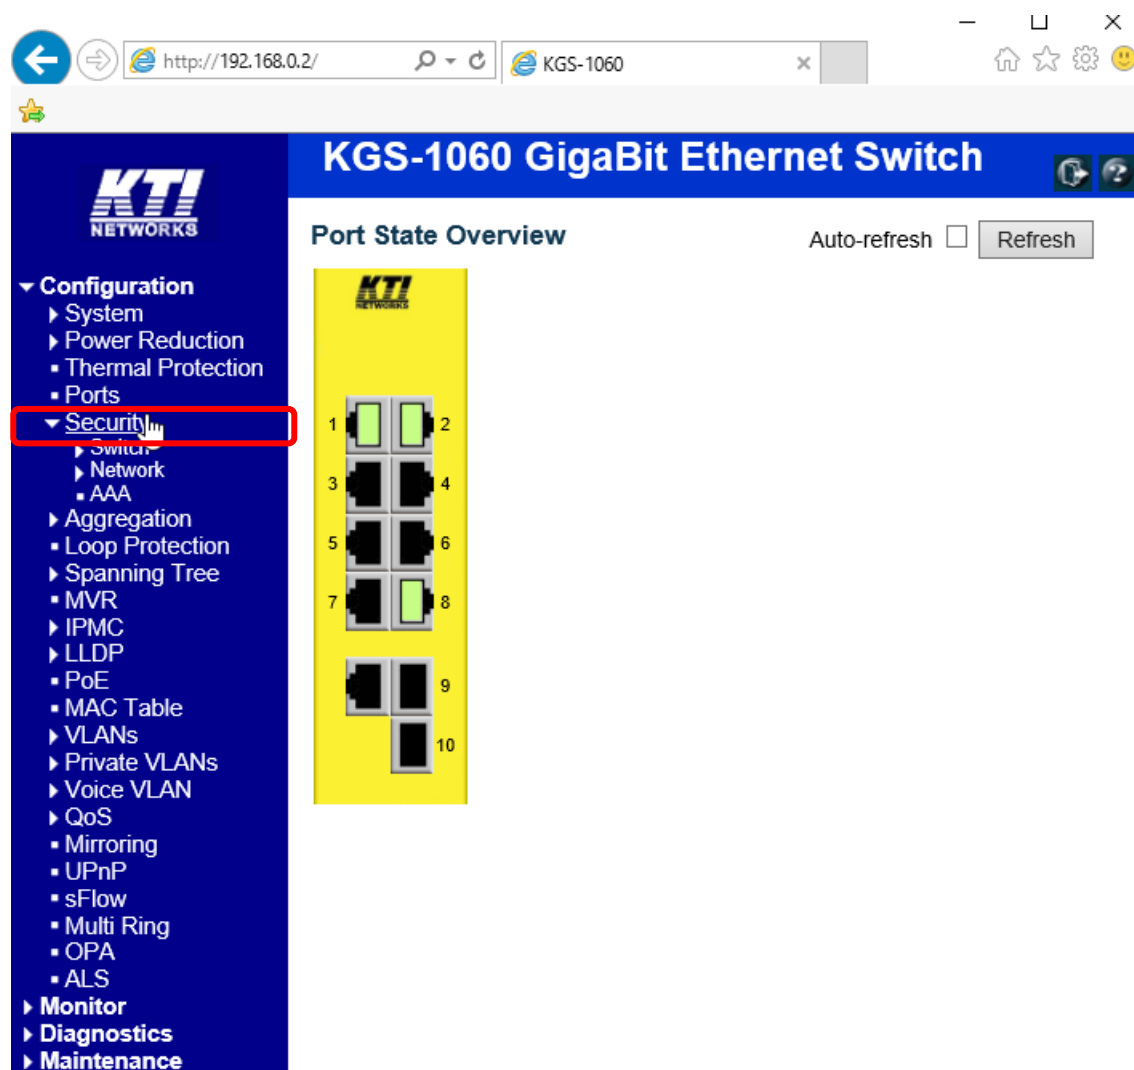 http://192.168.0.2/
KGS-1060
KGS-1060 GigaBit Ethernet Switch
KTI
NETWORKS
Port State Overview
Auto-refresh
Refresh
Configuration
System
Power Reduction
Thermal Protection
Ports
Security
Switch
Network
AAA
Aggregation
Loop Protection
Spanning Tree
MVR
IPMC
LLDP
PoE
MAC Table
VLANs
Private VLANs
Voice VLAN
QoS
Mirroring
UPnP
sFlow
Multi Ring
OPA
ALS
Monitor
Diagnostics
Maintenance
KTI
NETWORKS
1 2
3 4
5 6
7 8
9
10